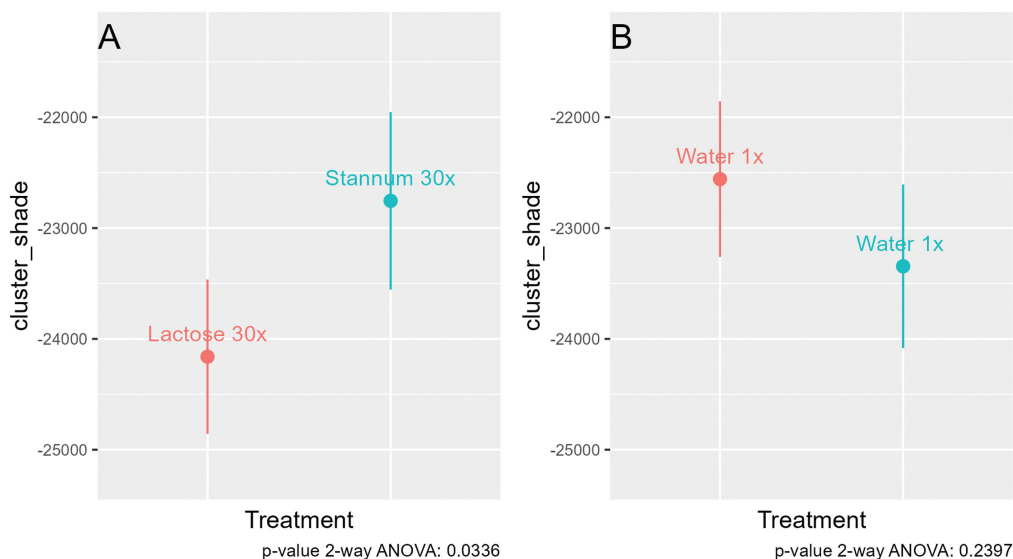 A
cluster_shade
-22000
-23000
-24000
-25000
Stannum 30x
Lactose 30x
Treatment
p-value 2-way ANOVA: 0.0336
B
cluster_shade
-22000
-23000
-24000
-25000
Water 1x
Water 1x
Treatment
p-value 2-way ANOVA: 0.2397